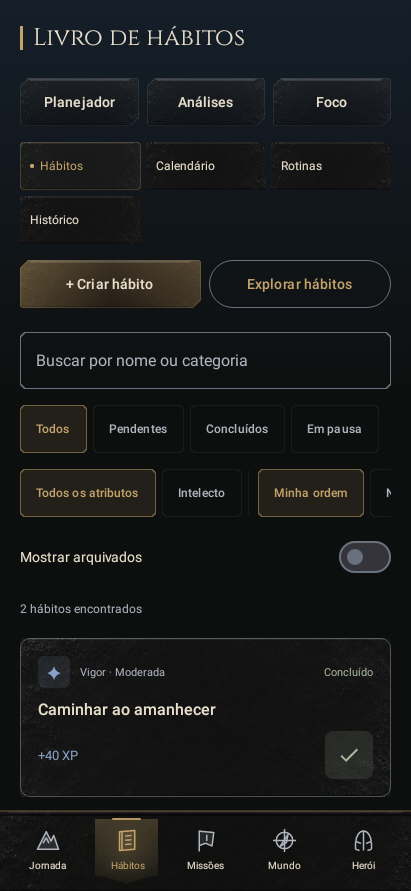 Livro de hábitos
Planejador Análises Foco
• Hábitos Calendário Rotinas
Histórico
+ Criar hábito Explorar hábitos
Buscar por nome ou categoria
Todos Pendentes Concluídos Em pausa
Todos os atributos Intelecto Minha ordem
Mostrar arquivados
2 hábitos encontrados
Vigor · Moderada Concluído
Caminhar ao amanhecer
+40 XP
Jornada Hábitos Missões Mundo Herói